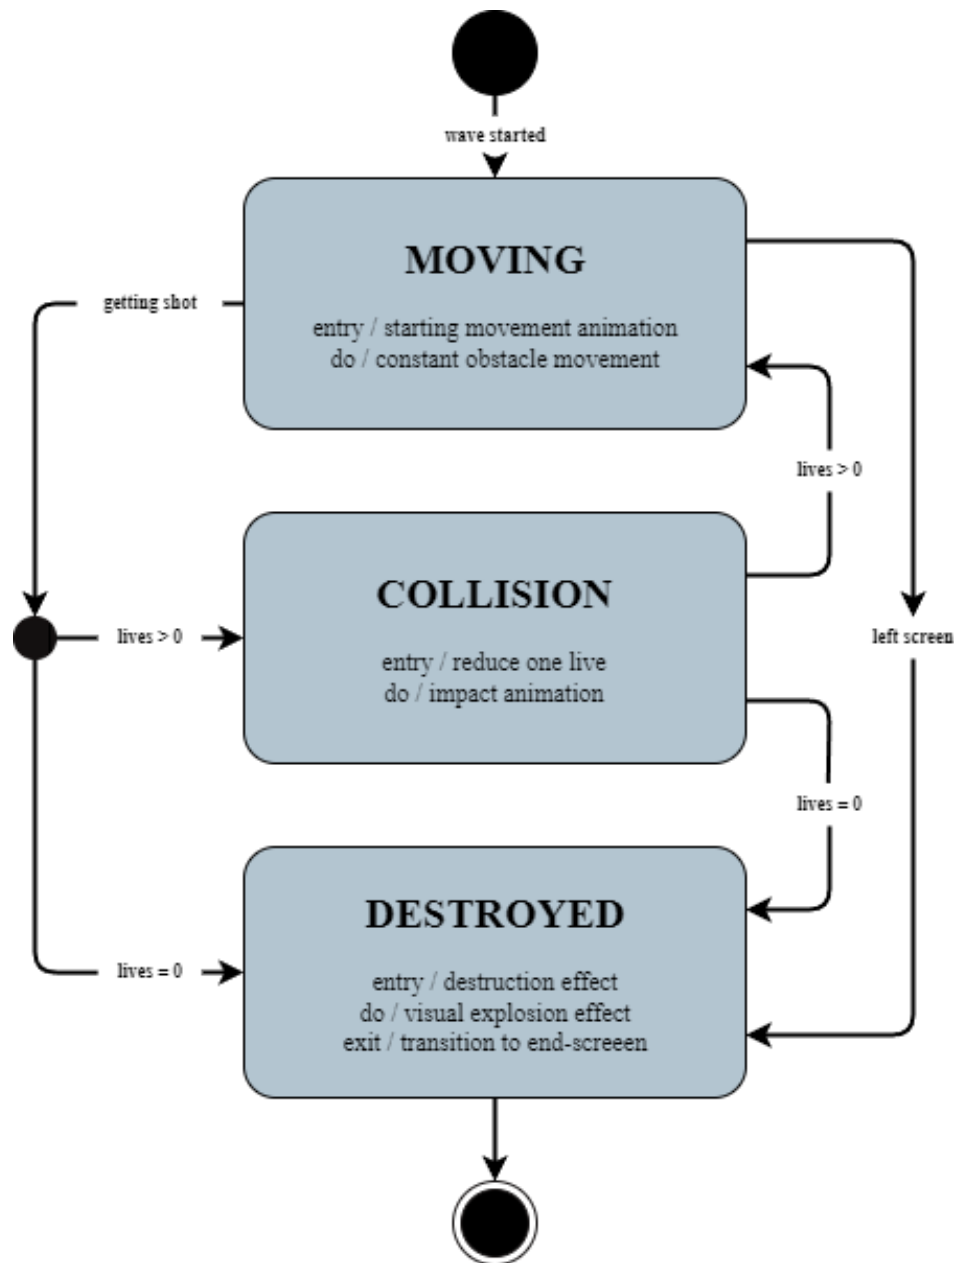 wave started
MOVING
entry / starting movement animation
do / constant obstacle movement
getting shot
lives > 0
COLLISION
entry / reduce one live
do / impact animation
lives > 0
left screen
lives = 0
DESTROYED
entry / destruction effect
do / visual explosion effect
exit / transition to end-screeen
lives = 0